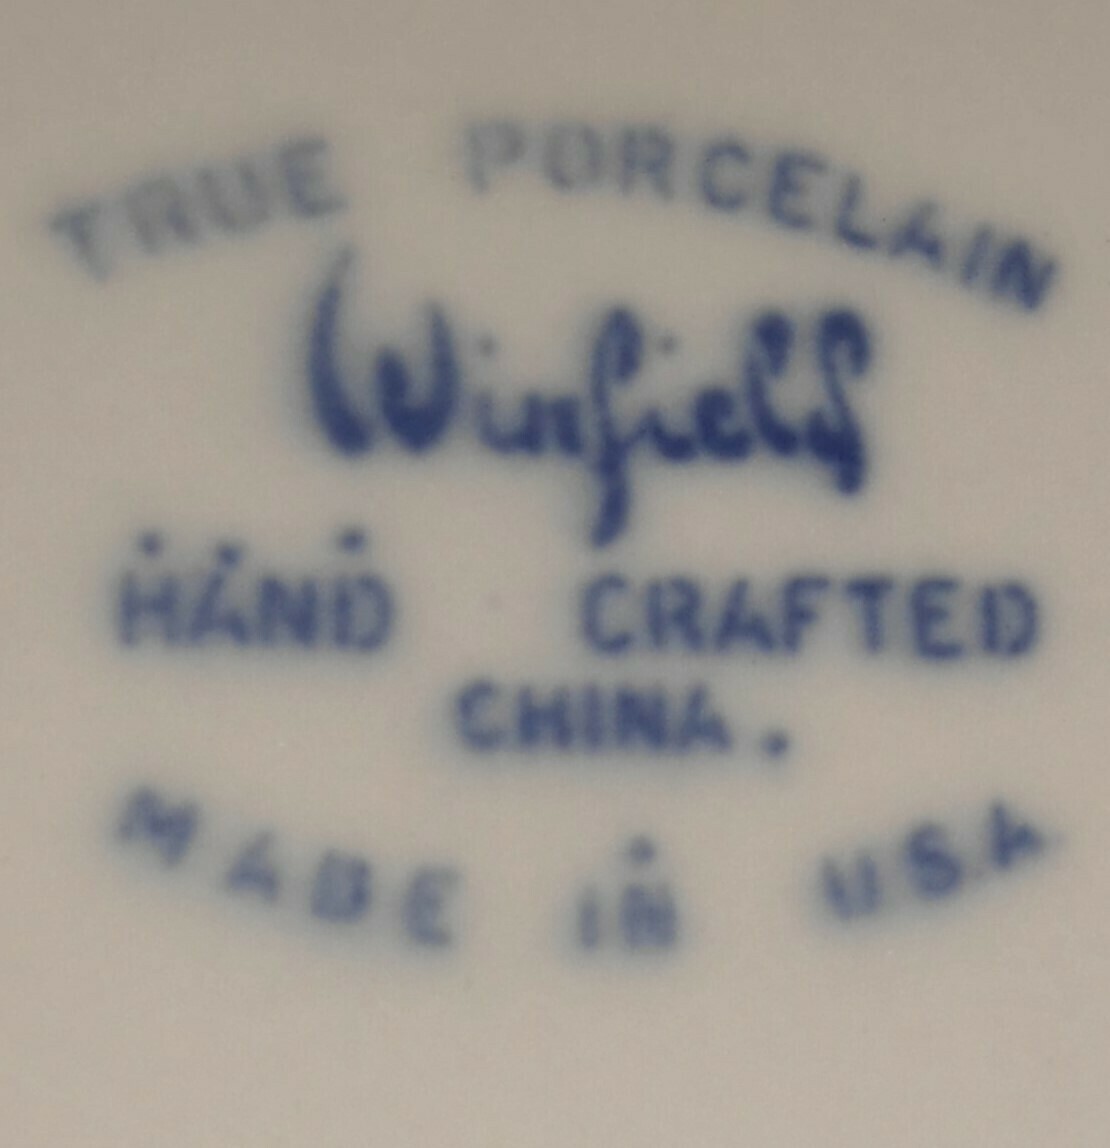 TRUE PORCELAIN
Winfield
HAND CRAFTED
CHINA.
MADE IN USA